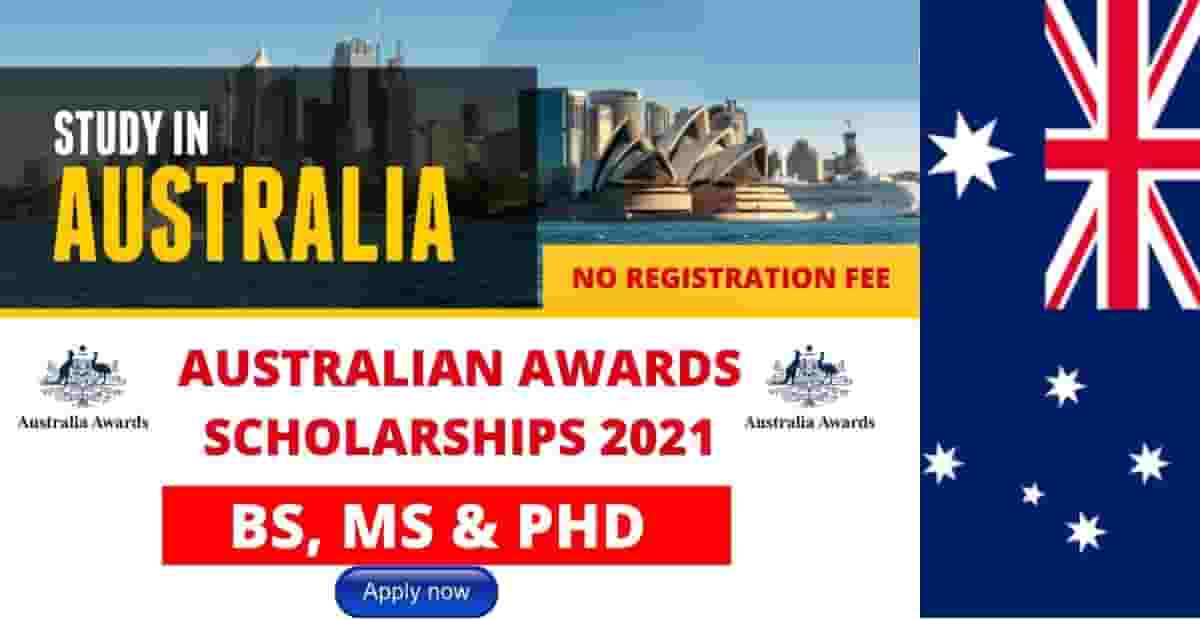 STUDY IN
AUSTRALIA
NO REGISTRATION FEE
AUSTRALIAN AWARDS
SCHOLARSHIPS 2021
Australia Awards
Australia Awards
BS, MS & PHD
Apply now